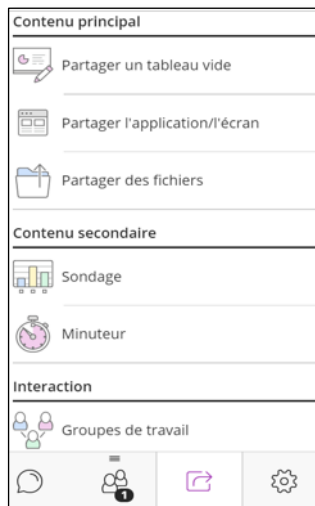 Contenu principal
Partager un tableau vide
Partager l'application/l'écran
Partager des fichiers
Contenu secondaire
Sondage
Minuteur
Interaction
Groupes de travail
1